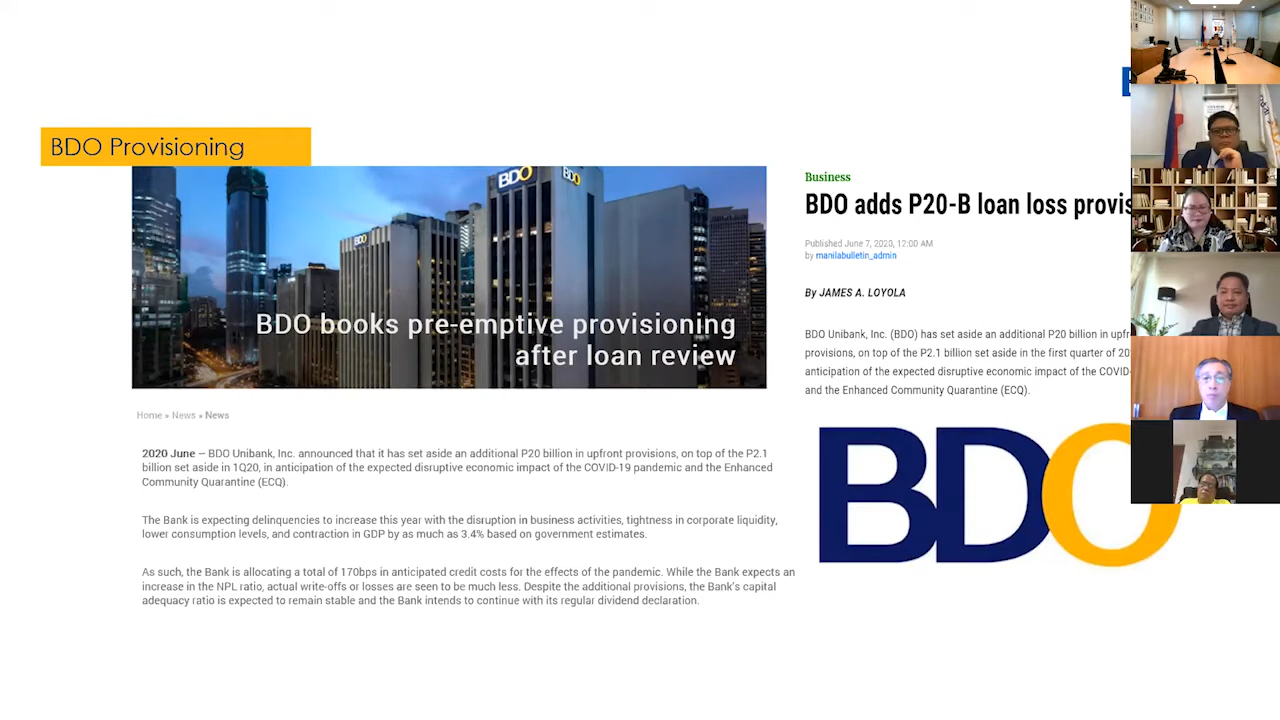 BDO Provisioning
BDO
BDO
BDO
BDO books pre-emptive provisioning
after loan review
Home » News » News
2020 June – BDO Unibank, Inc. announced that it has set aside an additional P20 billion in upfront provisions, on top of the P2.1
billion set aside in 1Q20, in anticipation of the expected disruptive economic impact of the COVID-19 pandemic and the Enhanced
Community Quarantine (ECQ).
The Bank is expecting delinquencies to increase this year with the disruption in business activities, tightness in corporate liquidity,
lower consumption levels, and contraction in GDP by as much as 3.4% based on government estimates.
As such, the Bank is allocating a total of 170bps in anticipated credit costs for the effects of the pandemic. While the Bank expects an
increase in the NPL ratio, actual write-offs or losses are seen to be much less. Despite the additional provisions, the Bank's capital
adequacy ratio is expected to remain stable and the Bank intends to continue with its regular dividend declaration.
Business
BDO adds P20-B loan loss provis
Published June 7, 2020, 12:00 AM
by manilabulletin_admin
By JAMES A. LOYOLA
BDO Unibank, Inc. (BDO) has set aside an additional P20 billion in upfr
provisions, on top of the P2.1 billion set aside in the first quarter of 20
anticipation of the expected disruptive economic impact of the COVID-
and the Enhanced Community Quarantine (ECQ).
BDO